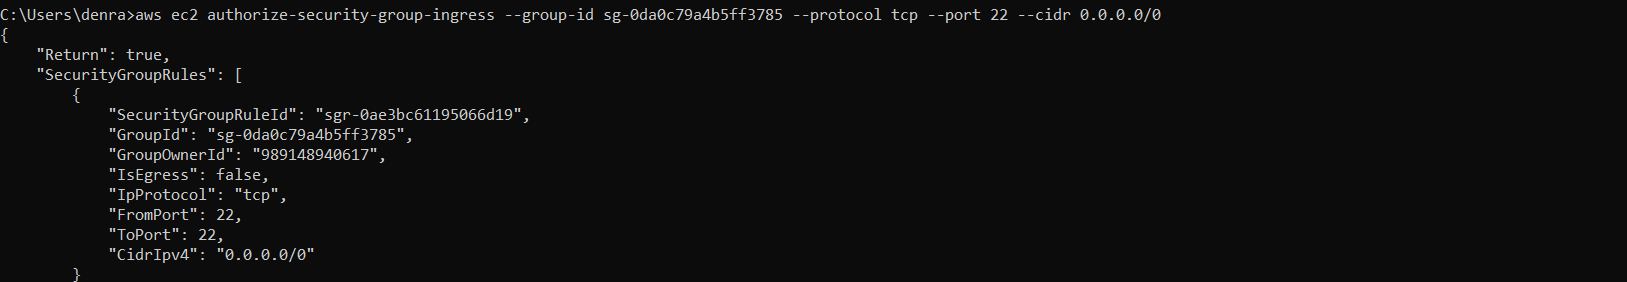 C:\Users\denra>aws ec2 authorize-security-group-ingress --group-id sg-0da0c79a4b5ff3785 --protocol tcp --port 22 --cidr 0.0.0.0/0
{
    "Return": true,
    "SecurityGroupRules": [
        {
            "SecurityGroupRuleId": "sgr-0ae3bc61195066d19",
            "GroupId": "sg-0da0c79a4b5ff3785",
            "GroupOwnerId": "989148940617",
            "IsEgress": false,
            "IpProtocol": "tcp",
            "FromPort": 22,
            "ToPort": 22,
            "CidrIpv4": "0.0.0.0/0"
        }